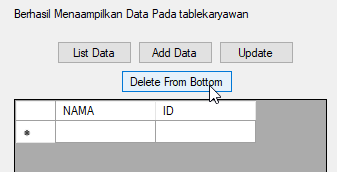 Berhasil Menaampilkan Data Pada tablekaryawan
List Data Add Data Update
Delete From Bottom
NAMA ID
*